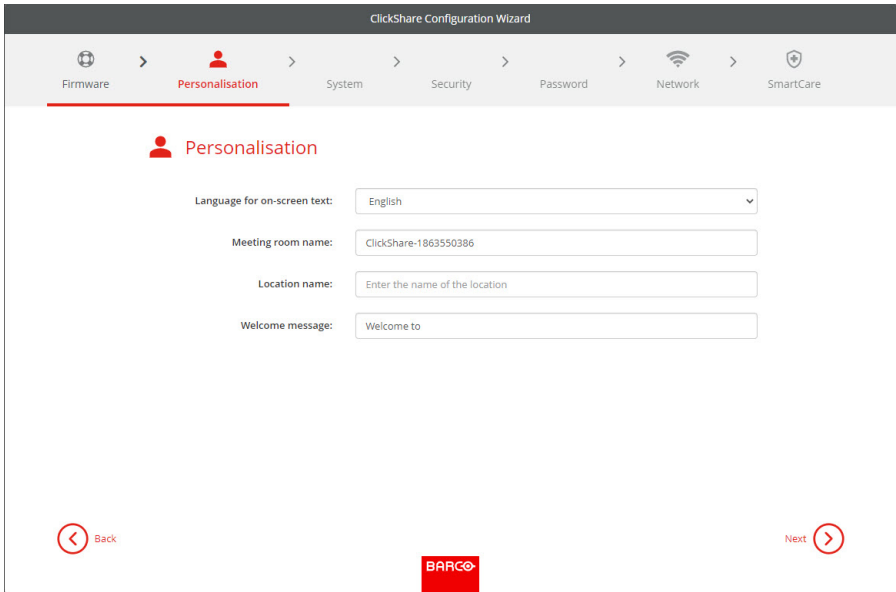 ClickShare Configuration Wizard
Firmware
Personalisation
System
Security
Password
Network
SmartCare
Personalisation
Language for on-screen text: English
Meeting room name: ClickShare-1863550386
Location name: Enter the name of the location
Welcome message: Welcome to
Back
Next
BARCO